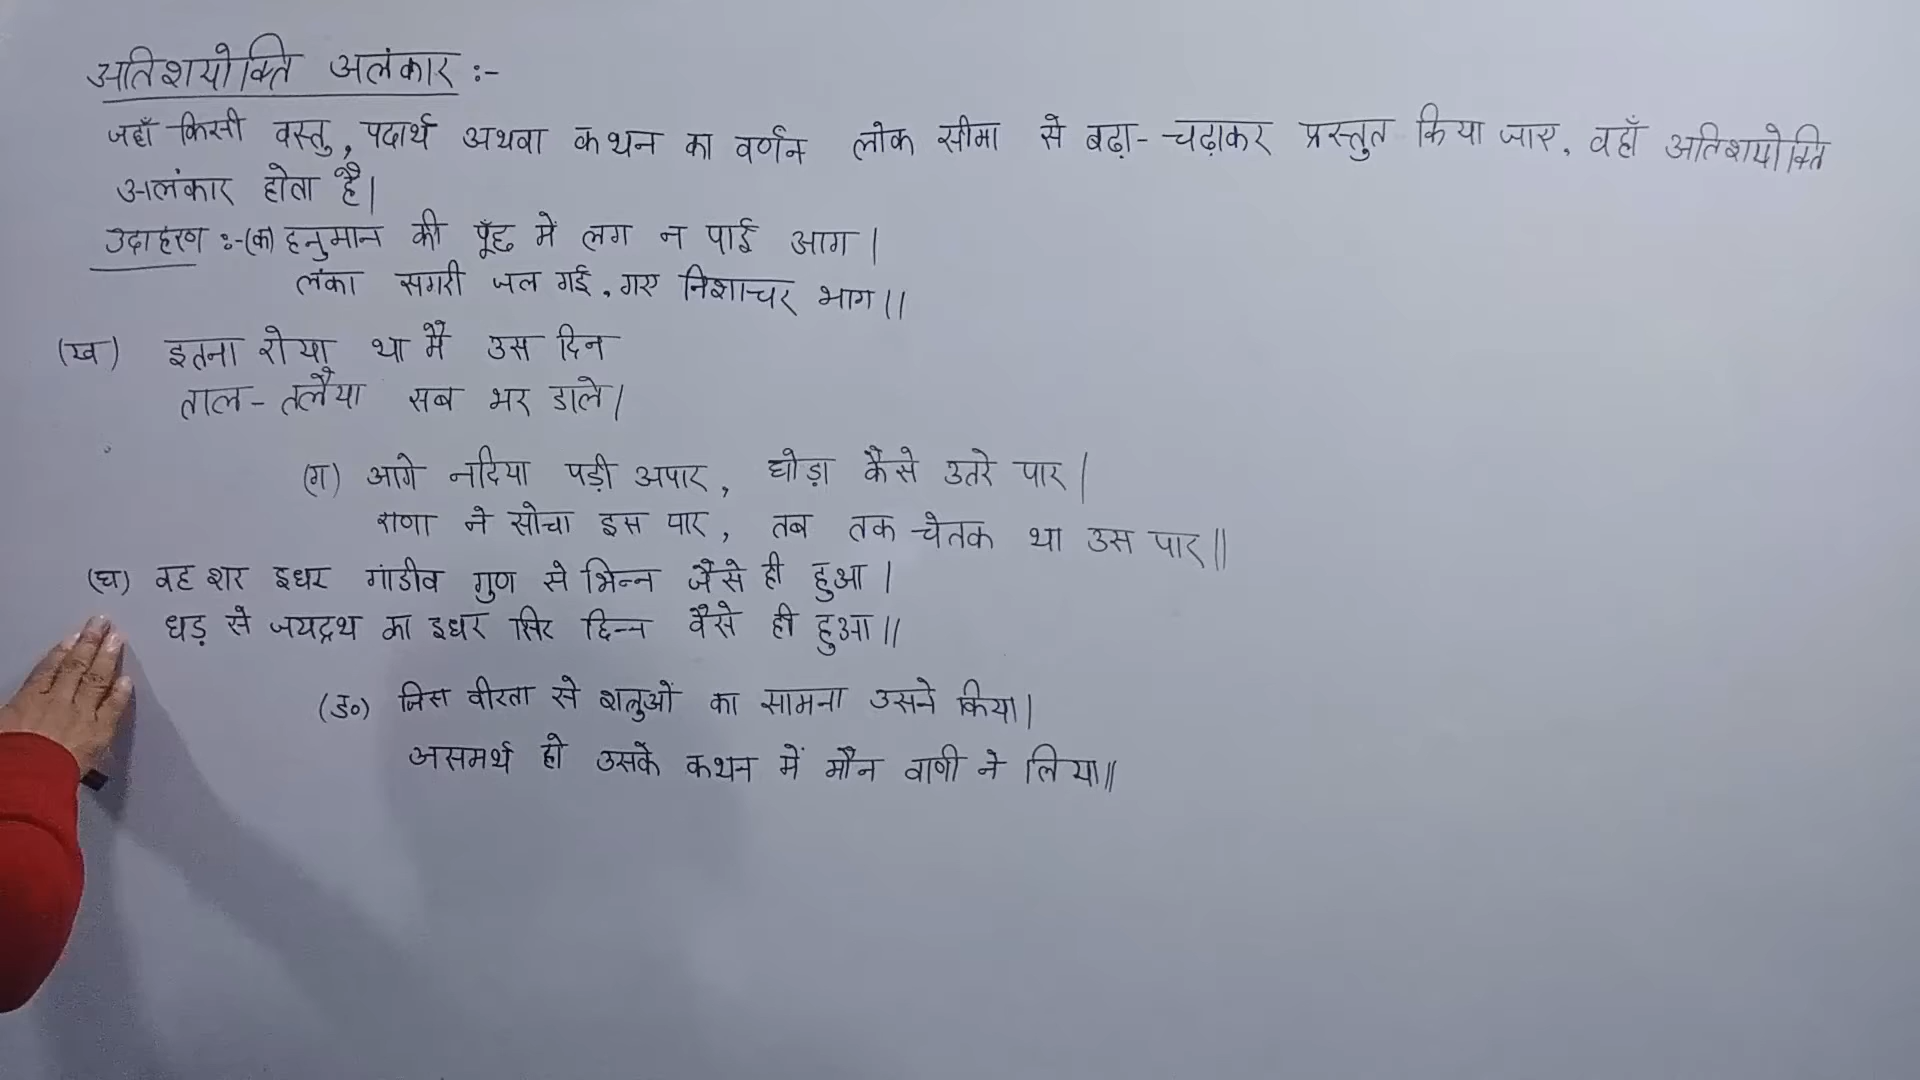 अतिशयोक्ति अलंकार :-
जहाँ किसी वस्तु, पदार्थ अथवा कथन का वर्णन लोक सीमा से बढ़ा-चढ़ाकर प्रस्तुत किया जाए, वहाँ अतिशयोक्ति
अलंकार होता है।
उदाहरण :-(क) हनुमान की पूँछ में लग न पाई आग।
लंका सगरी जल गई, गए निशाचर भाग।।
(ख) इतना रोया था मैं उस दिन
ताल-तलैया सब भर डाले।
(ग) आगे नदिया पड़ी अपार, घोड़ा कैसे उतरे पार।
राणा ने सोचा इस पार, तब तक चेतक था उस पार॥
(घ) वह शर इधर गांडीव गुण से भिन्न जैसे ही हुआ।
धड़ से जयद्रथ का इधर सिर छिन्न वैसे ही हुआ॥
(ड०) जिस वीरता से शत्रुओं का सामना उसने किया।
असमर्थ हो उसके कथन में मौन वाणी ने लिया॥